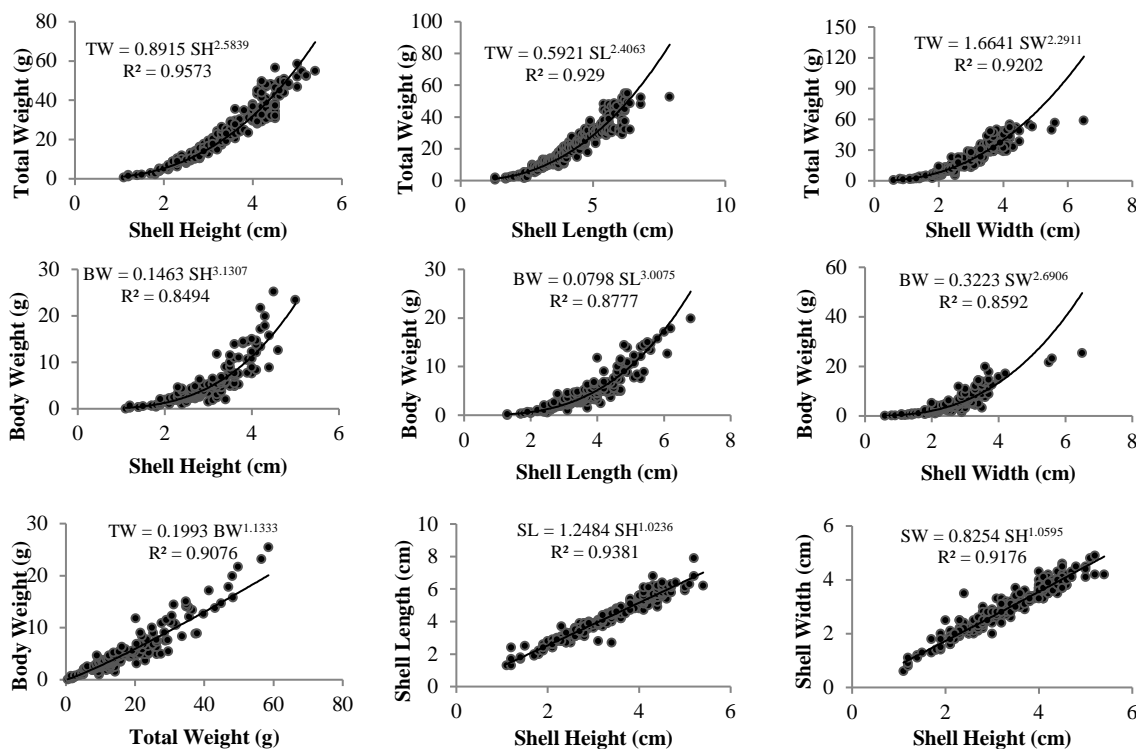 TW = 0.8915 SH^2.5839
R² = 0.9573
Total Weight (g)
80
60
40
20
0
0 2 4 6
Shell Height (cm)
TW = 0.5921 SL^2.4063
R² = 0.929
Total Weight (g)
100
80
60
40
20
0
0 5 10
Shell Length (cm)
TW = 1.6641 SW^2.2911
R² = 0.9202
Total Weight (g)
150
120
90
60
30
0
0 2 4 6 8
Shell Width (cm)
BW = 0.1463 SH^3.1307
R² = 0.8494
Body Weight (g)
30
20
10
0
0 2 4 6
Shell Height (cm)
BW = 0.0798 SL^3.0075
R² = 0.8777
Body Weight (g)
30
20
10
0
0 2 4 6 8
Shell Length (cm)
BW = 0.3223 SW^2.6906
R² = 0.8592
Body Weight (g)
60
40
20
0
0 2 4 6 8
Shell Width (cm)
TW = 0.1993 BW^1.1333
R² = 0.9076
Body Weight (g)
30
20
10
0
0 20 40 60 80
Total Weight (g)
SL = 1.2484 SH^1.0236
R² = 0.9381
Shell Length (cm)
10
8
6
4
2
0
0 2 4 6
Shell Height (cm)
SW = 0.8254 SH^1.0595
R² = 0.9176
Shell Width (cm)
6
4
2
0
0 2 4 6
Shell Height (cm)